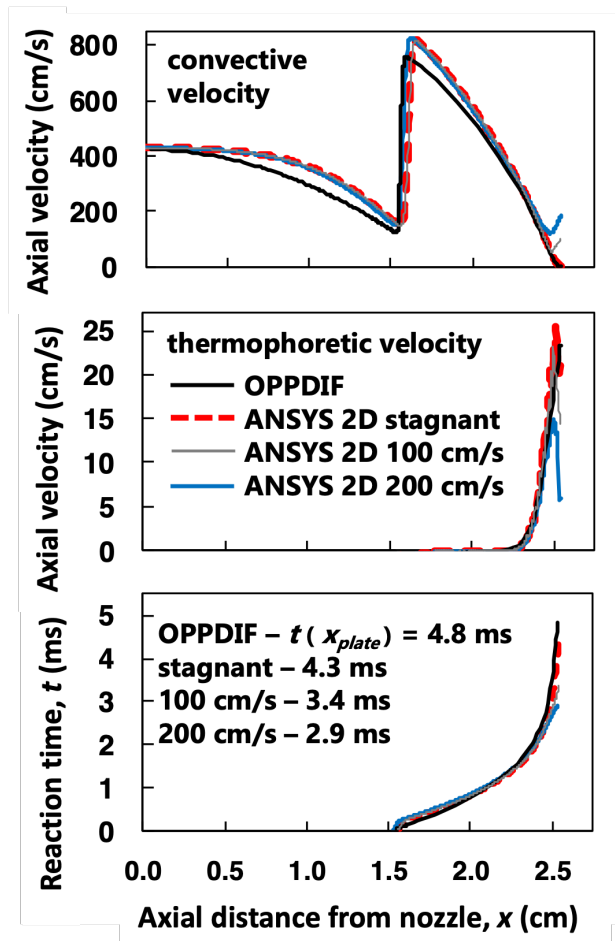 Axial velocity (cm/s)
800
600
400
200
0
convective
velocity
Axial velocity (cm/s)
25
20
15
10
5
0
thermophoretic velocity
OPPDIF
ANSYS 2D stagnant
ANSYS 2D 100 cm/s
ANSYS 2D 200 cm/s
Reaction time, t (ms)
5
4
3
2
1
0
OPPDIF – t ( xplate) = 4.8 ms
stagnant – 4.3 ms
100 cm/s – 3.4 ms
200 cm/s – 2.9 ms
0.0 0.5 1.0 1.5 2.0 2.5
Axial distance from nozzle, x (cm)